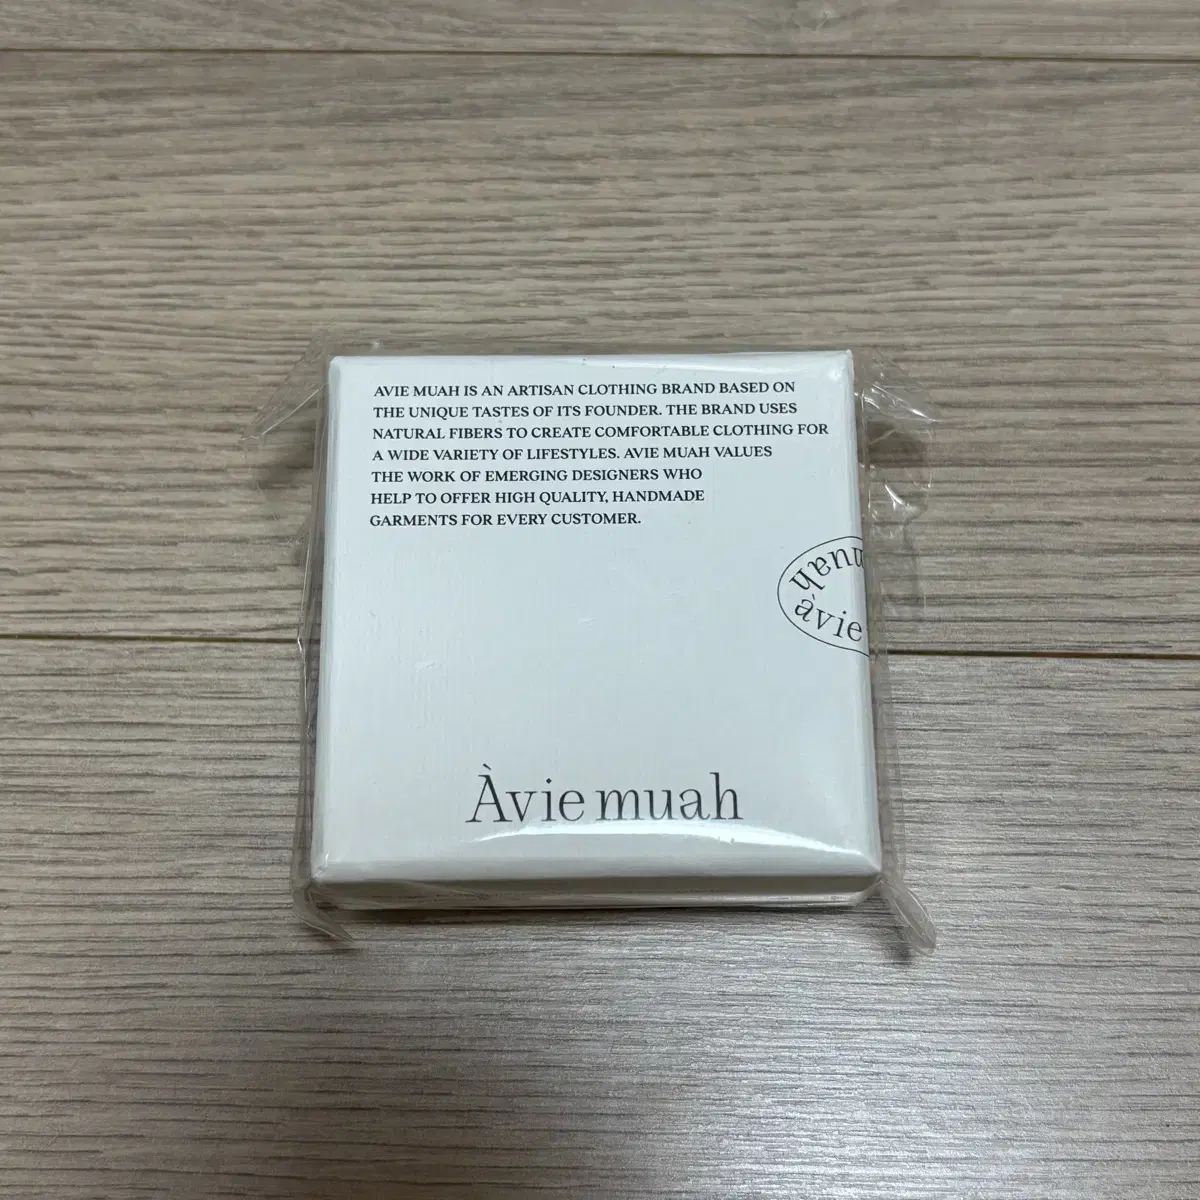 AVIE MUAH IS AN ARTISAN CLOTHING BRAND BASED ON
THE UNIQUE TASTES OF ITS FOUNDER. THE BRAND USES
NATURAL FIBERS TO CREATE COMFORTABLE CLOTHING FOR
A WIDE VARIETY OF LIFESTYLES. AVIE MUAH VALUES
THE WORK OF EMERGING DESIGNERS WHO
HELP TO OFFER HIGH QUALITY, HANDMADE
GARMENTS FOR EVERY CUSTOMER.
muah
àvie
Àvie muah